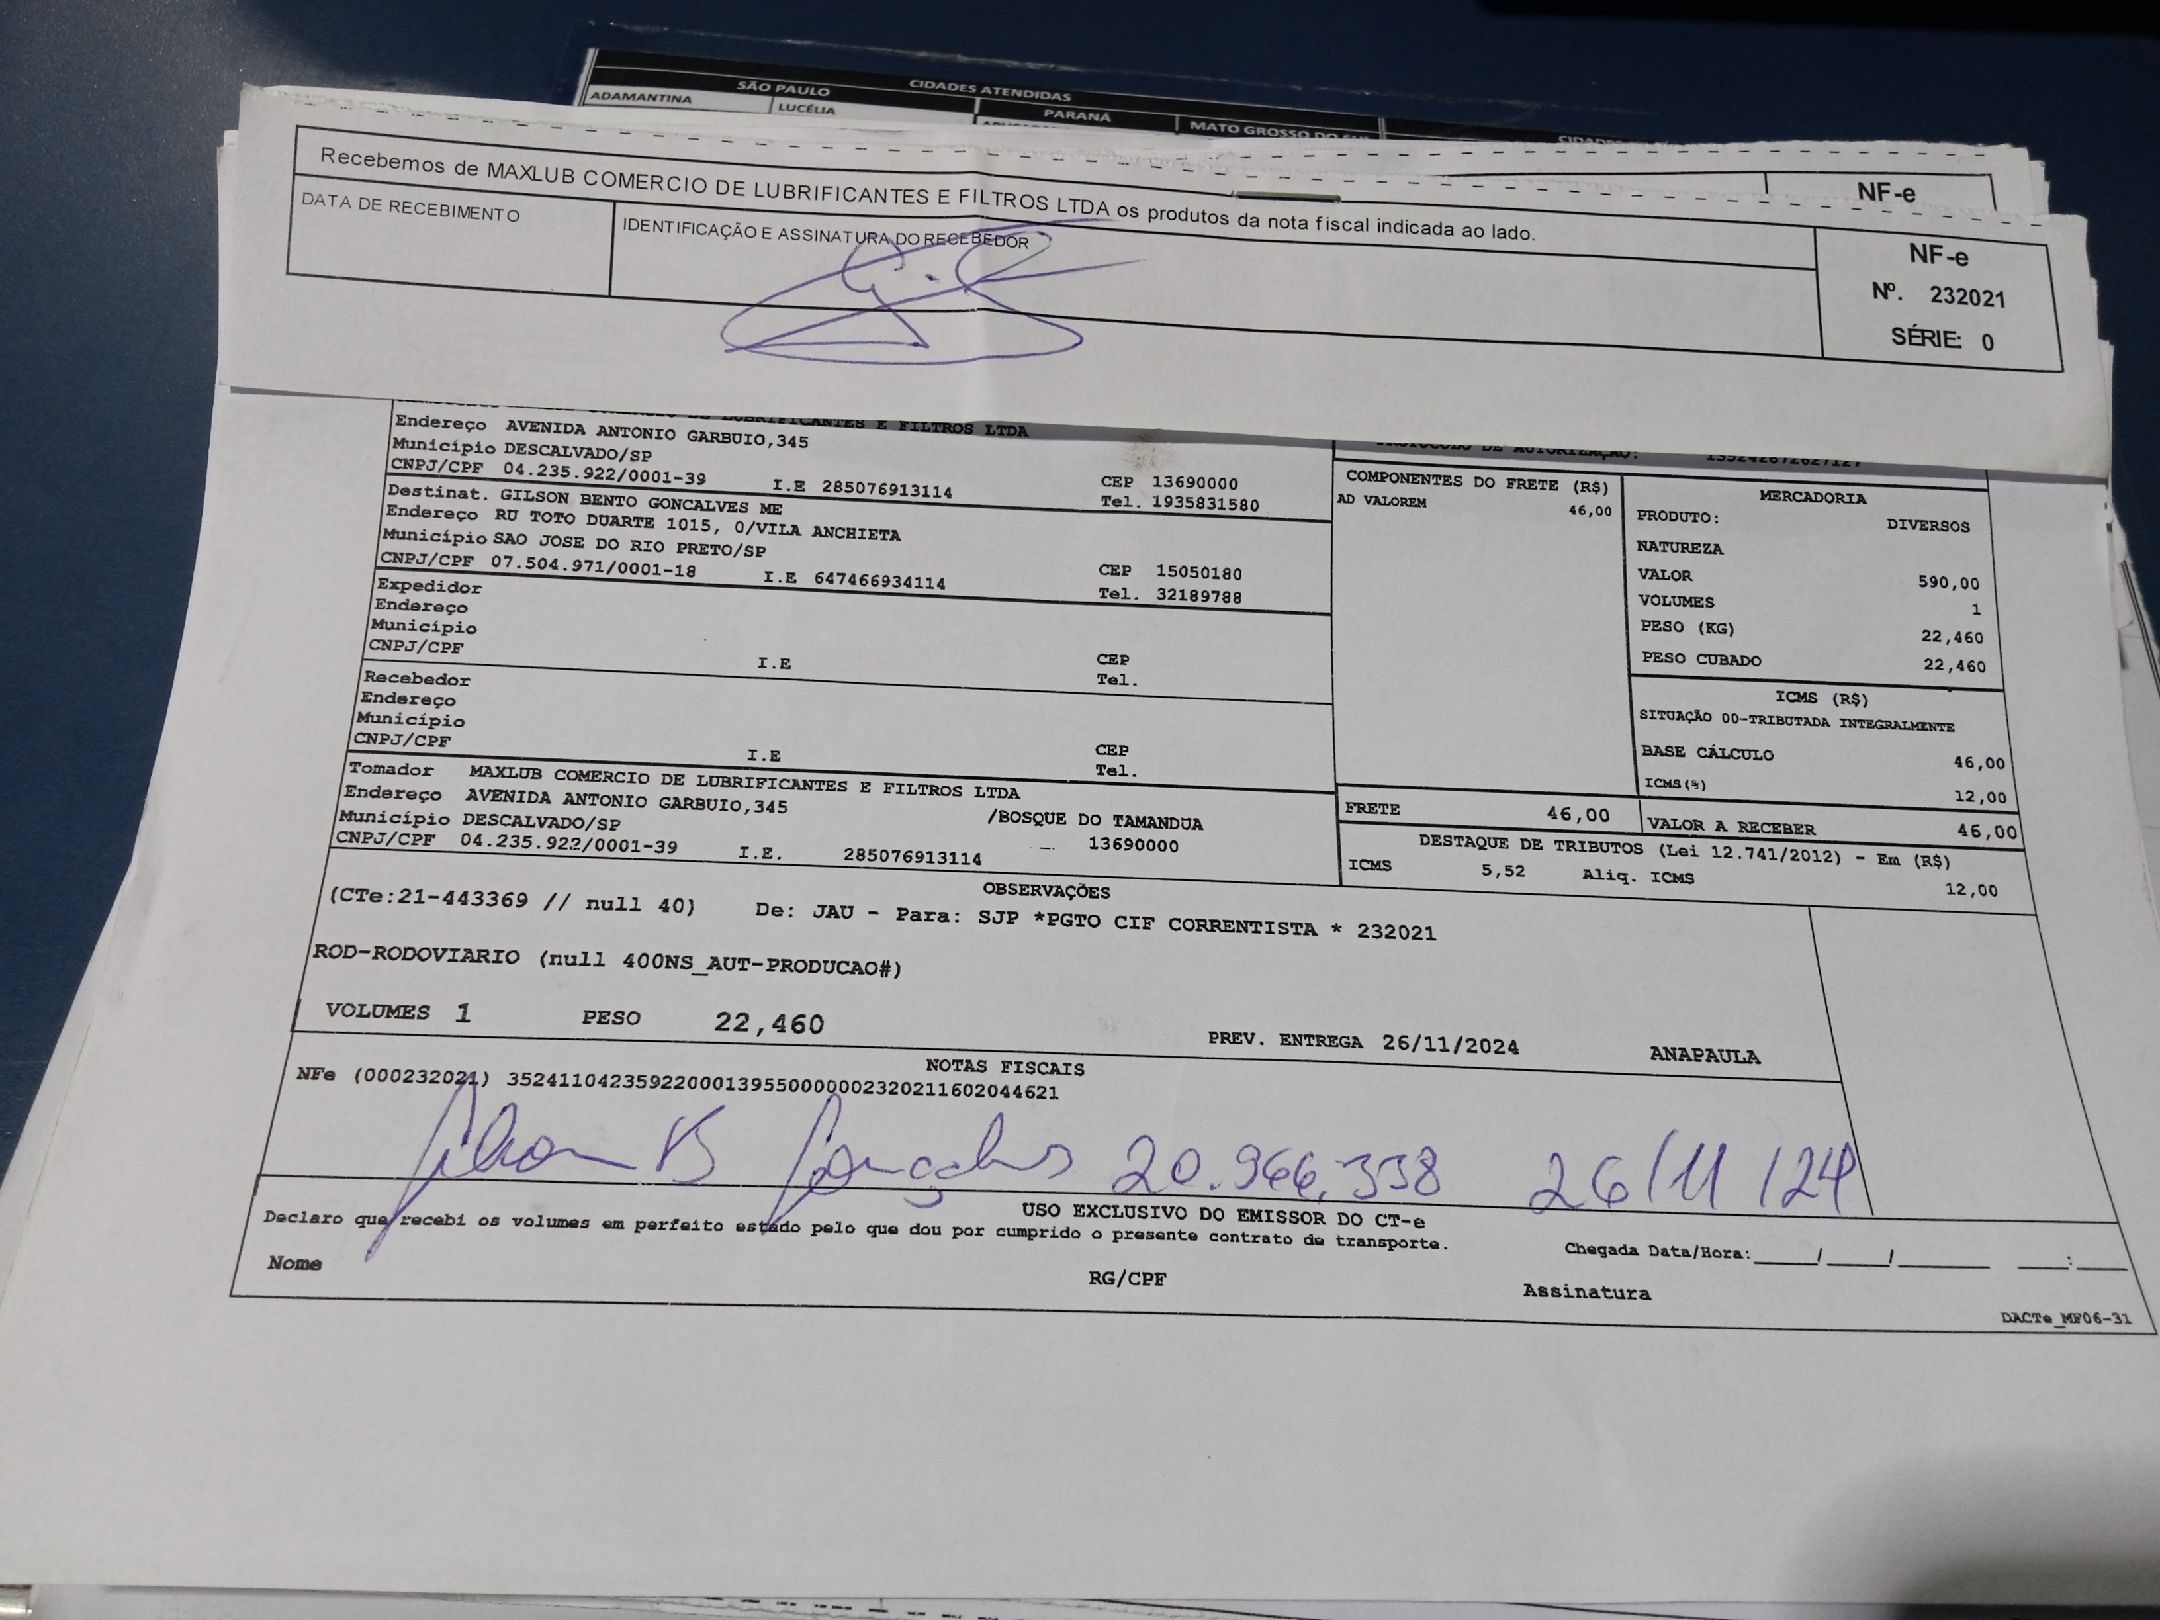 SÃO PAULO CIDADES ATENDIDAS
ADAMANTINA LUCÉLIA PARANÁ MATO GROSSO DO
NF-e
Recebemos de MAXLUB COMERCIO DE LUBRIFICANTES E FILTROS LTDA os produtos da nota fiscal indicada ao lado.
DATA DE RECEBIMENTO IDENTIFICAÇÃO E ASSINATURA DO RECEBEDOR
NF-e
Nº. 232021
SÉRIE: 0
LUBRIFICANTES E FILTROS LTDA
Endereço AVENIDA ANTONIO GARBUIO,345
Município DESCALVADO/SP CEP 13690000
CNPJ/CPF 04.235.922/0001-39 I.E 285076913114 Tel. 1935831580
Destinat. GILSON BENTO GONCALVES ME
Endereço RU TOTO DUARTE 1015, 0/VILA ANCHIETA
Município SAO JOSE DO RIO PRETO/SP CEP 15050180
CNPJ/CPF 07.504.971/0001-18 I.E 647466934114 Tel. 32189788
Expedidor
Endereço
Município CEP
CNPJ/CPF I.E Tel.
Recebedor
Endereço
Município CEP
CNPJ/CPF I.E Tel.
Tomador MAXLUB COMERCIO DE LUBRIFICANTES E FILTROS LTDA
Endereço AVENIDA ANTONIO GARBUIO,345 /BOSQUE DO TAMANDUA
Município DESCALVADO/SP 13690000
CNPJ/CPF 04.235.922/0001-39 I.E. 285076913114
PROTOCOLO DE AUTORIZAÇÃO:
COMPONENTES DO FRETE (R$)
AD VALOREM 46,00
MERCADORIA
PRODUTO: DIVERSOS
NATUREZA
VALOR 590,00
VOLUMES 1
PESO (KG) 22,460
PESO CUBADO 22,460
ICMS (R$)
SITUAÇÃO 00-TRIBUTADA INTEGRALMENTE
BASE CÁLCULO 46,00
ICMS(%) 12,00
FRETE 46,00 VALOR A RECEBER 46,00
DESTAQUE DE TRIBUTOS (Lei 12.741/2012) - Em (R$)
ICMS 5,52 Aliq. ICMS 12,00
OBSERVAÇÕES
(CTe:21-443369 // null 40) De: JAU - Para: SJP *PGTO CIF CORRENTISTA * 232021
ROD-RODOVIARIO (null 400NS_AUT-PRODUCAO#)
VOLUMES 1 PESO 22,460 PREV. ENTREGA 26/11/2024 ANAPAULA
NOTAS FISCAIS
NFe (000232021) 35241104235922000139550000002320211602044621
Gilson B Gonçalves 20.966.338 26/11/24
USO EXCLUSIVO DO EMISSOR DO CT-e
Declaro que recebi os volumes em perfeito estado pelo que dou por cumprido o presente contrato de transporte.
Chegada Data/Hora:____/____/______ ___:___
Nome RG/CPF Assinatura
DACTe_MF06-31